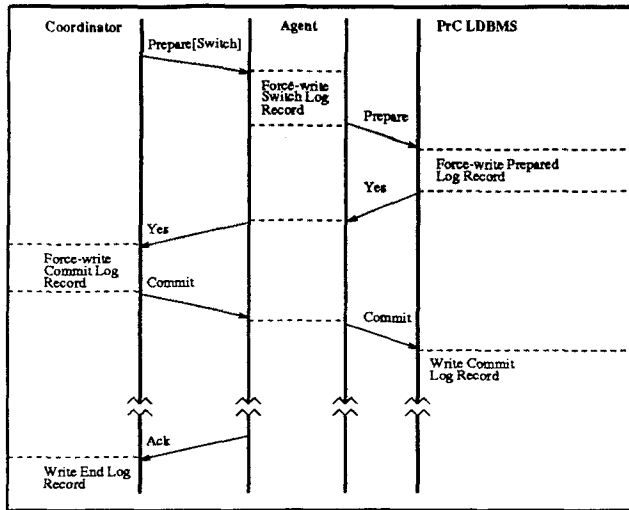 Coordinator
Agent
PrC LDBMS
Prepare[Switch]
Force-write
Switch Log
Record
Prepare
Force-write Prepared
Log Record
Yes
Yes
Force-write
Commit Log
Record
Commit
Commit
Write Commit
Log Record
Ack
Write End Log
Record